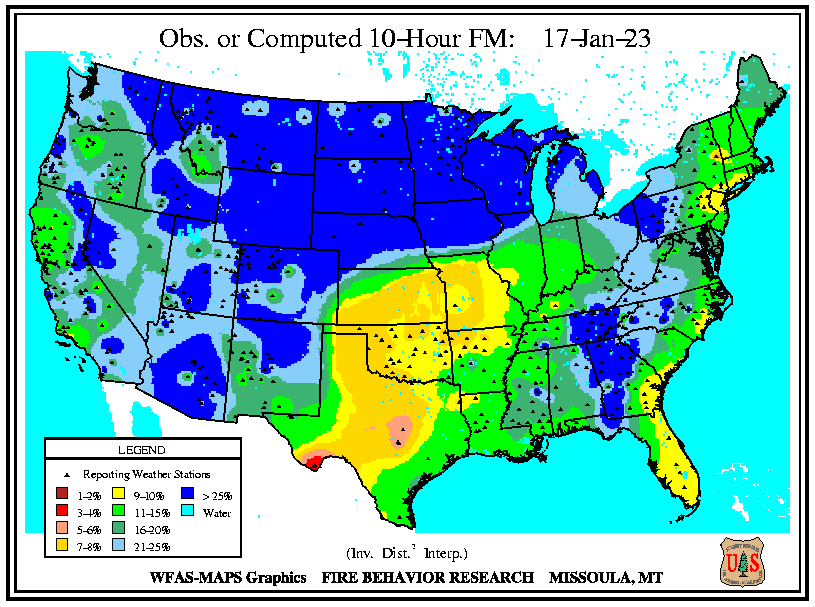 Obs. or Computed 10-Hour FM: 17-Jan-23
LEGEND
Reporting Weather Stations
1-2%
3-4%
5-6%
7-8%
9-10%
11-15%
16-20%
21-25%
> 25%
Water
(Inv. Dist.² Interp.)
WFAS-MAPS Graphics FIRE BEHAVIOR RESEARCH MISSOULA, MT
U S